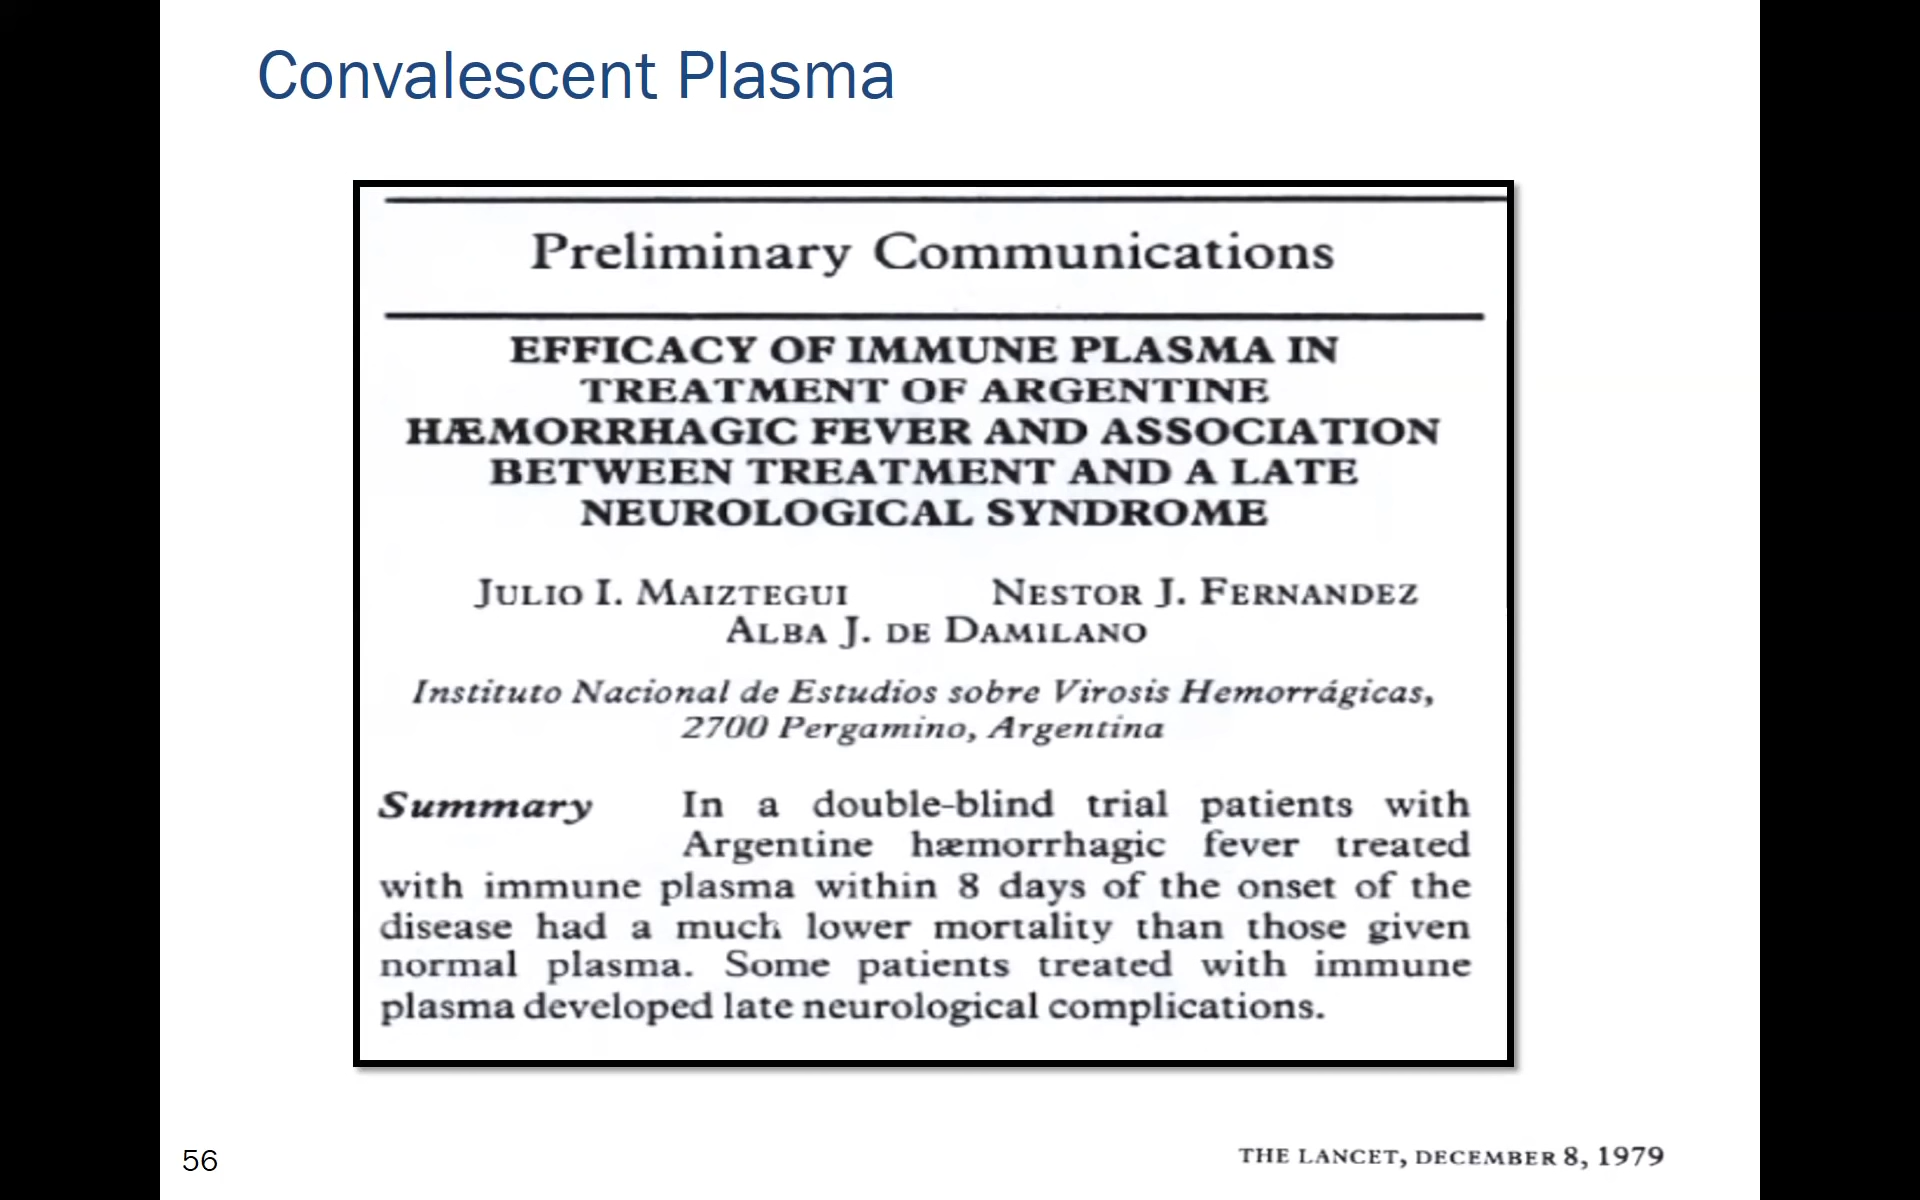 Convalescent Plasma
Preliminary Communications
EFFICACY OF IMMUNE PLASMA IN
TREATMENT OF ARGENTINE
HÆMORRHAGIC FEVER AND ASSOCIATION
BETWEEN TREATMENT AND A LATE
NEUROLOGICAL SYNDROME
JULIO I. MAIZTEGUI NESTOR J. FERNANDEZ
ALBA J. DE DAMILANO
Instituto Nacional de Estudios sobre Virosis Hemorrágicas,
2700 Pergamino, Argentina
Summary In a double-blind trial patients with
Argentine hæmorrhagic fever treated
with immune plasma within 8 days of the onset of the
disease had a much lower mortality than those given
normal plasma. Some patients treated with immune
plasma developed late neurological complications.
56
THE LANCET, DECEMBER 8, 1979